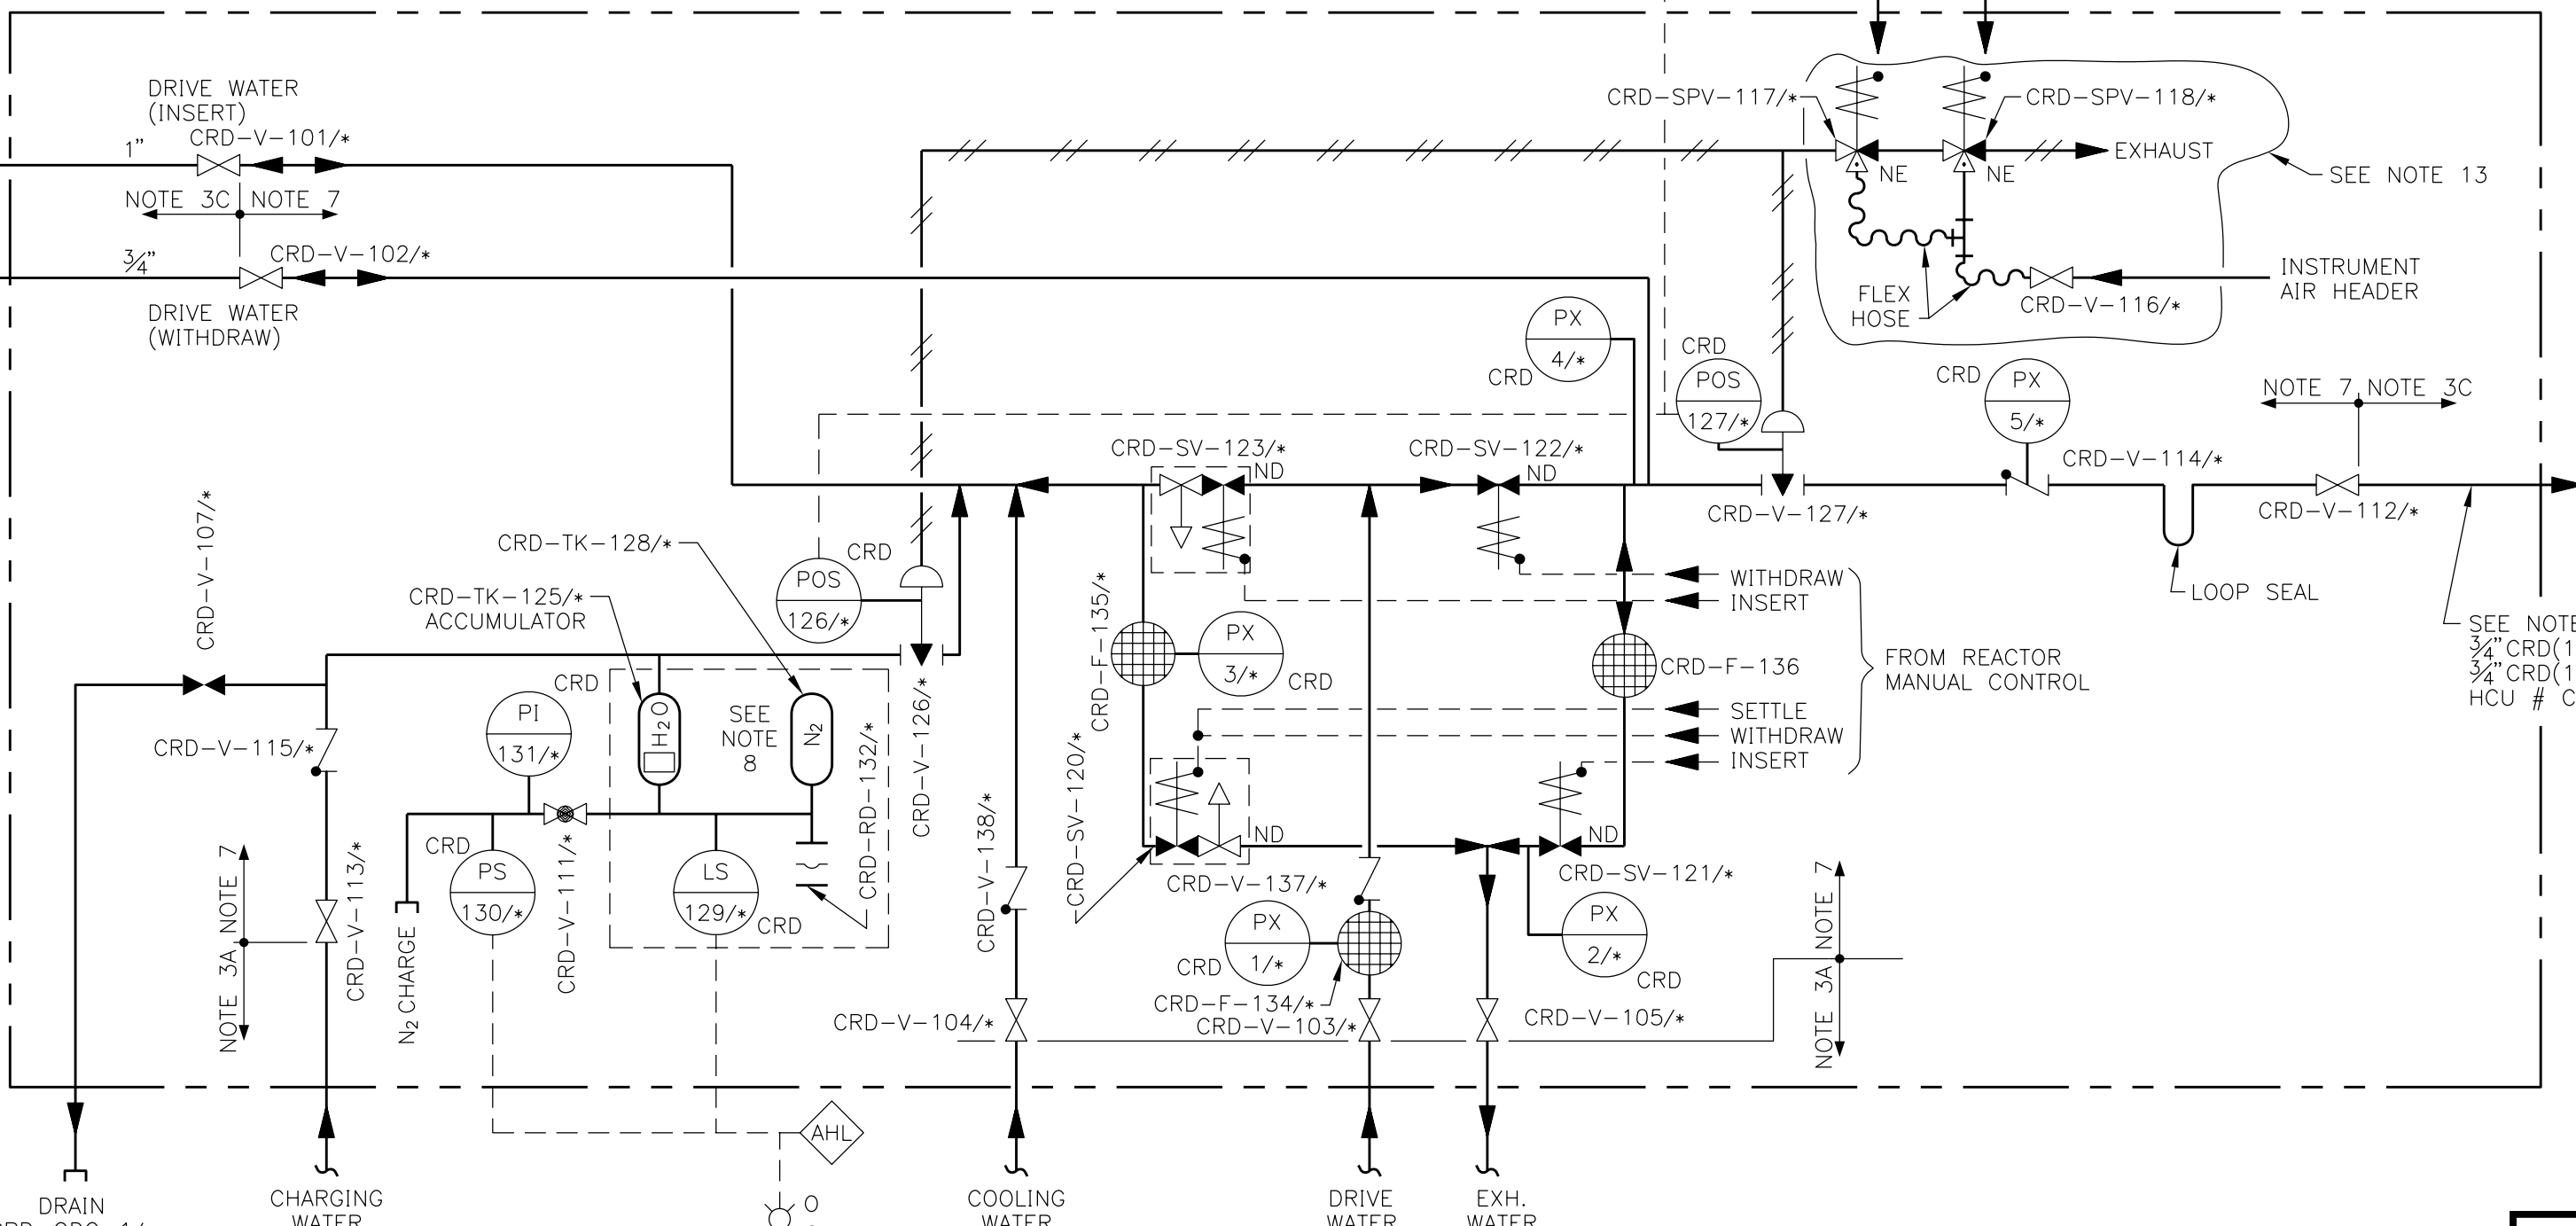 DRIVE WATER
(INSERT)
1"
CRD-V-101/*
NOTE 3C
NOTE 7
3/4"
CRD-V-102/*
DRIVE WATER
(WITHDRAW)
CRD-SPV-117/*
CRD-SPV-118/*
EXHAUST
NE
NE
SEE NOTE 13
FLEX
HOSE
CRD-V-116/*
INSTRUMENT
AIR HEADER
PX
4/*
CRD
CRD
POS
127/*
CRD
PX
5/*
NOTE 7
NOTE 3C
CRD-SV-123/*
ND
CRD-SV-122/*
ND
CRD-V-114/*
CRD-V-127/*
CRD-V-112/*
LOOP SEAL
CRD-V-107/*
CRD-TK-128/*
CRD
POS
126/*
CRD-TK-125/*
ACCUMULATOR
CRD-F-135/*
WITHDRAW
INSERT
PX
3/*
CRD
CRD-F-136
FROM REACTOR
MANUAL CONTROL
SETTLE
WITHDRAW
INSERT
SEE NOTE
3/4"CRD(1
3/4"CRD(1
HCU # C
CRD-V-115/*
CRD
PI
131/*
H2O
SEE
NOTE
8
N2
CRD-RD-132/*
CRD-V-126/*
CRD-V-138/*
CRD-SV-120/*
ND
ND
CRD-V-137/*
CRD-SV-121/*
NOTE 3A
NOTE 7
CRD-V-113/*
N2 CHARGE
CRD
PS
130/*
CRD-V-111/*
LS
129/*
CRD
PX
1/*
CRD
CRD-F-134/*
CRD-V-103/*
PX
2/*
CRD
CRD-V-104/*
CRD-V-105/*
NOTE 3A
NOTE 7
AHL
O
DRAIN
CHARGING
WATER
COOLING
WATER
DRIVE
WATER
EXH.
WATER